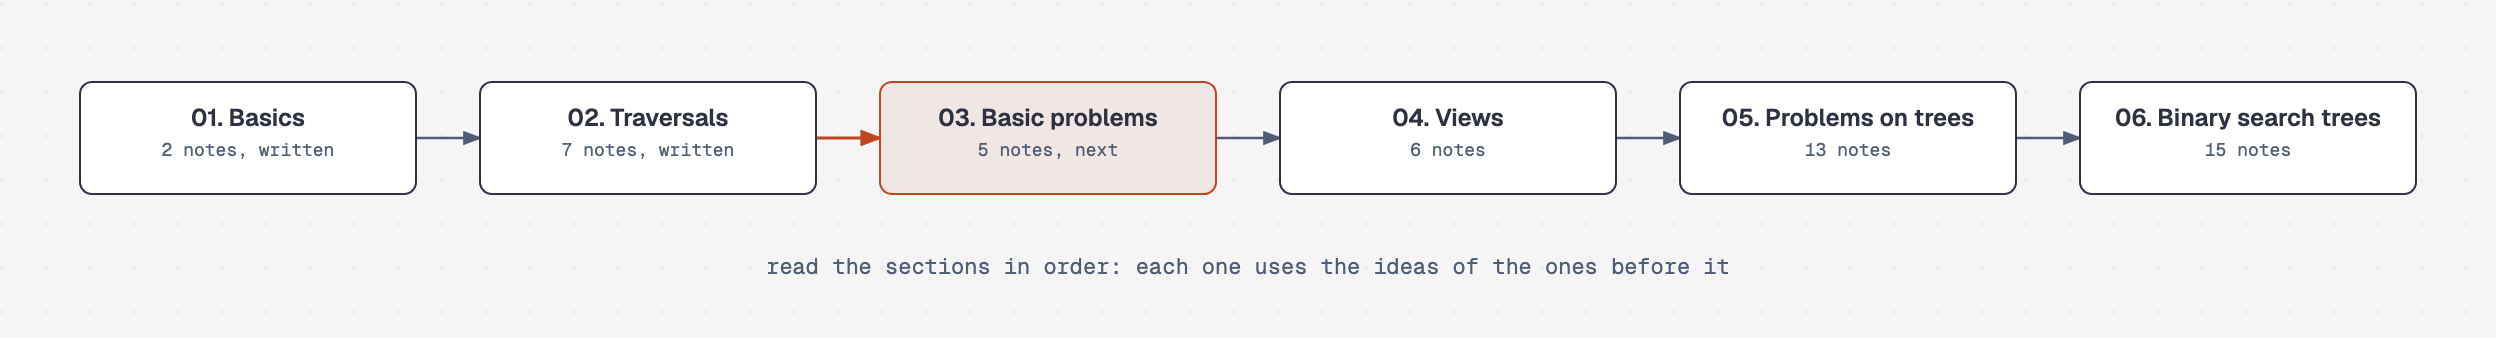 01. Basics
2 notes, written
02. Traversals
7 notes, written
03. Basic problems
5 notes, next
04. Views
6 notes
05. Problems on trees
13 notes
06. Binary search trees
15 notes
read the sections in order: each one uses the ideas of the ones before it